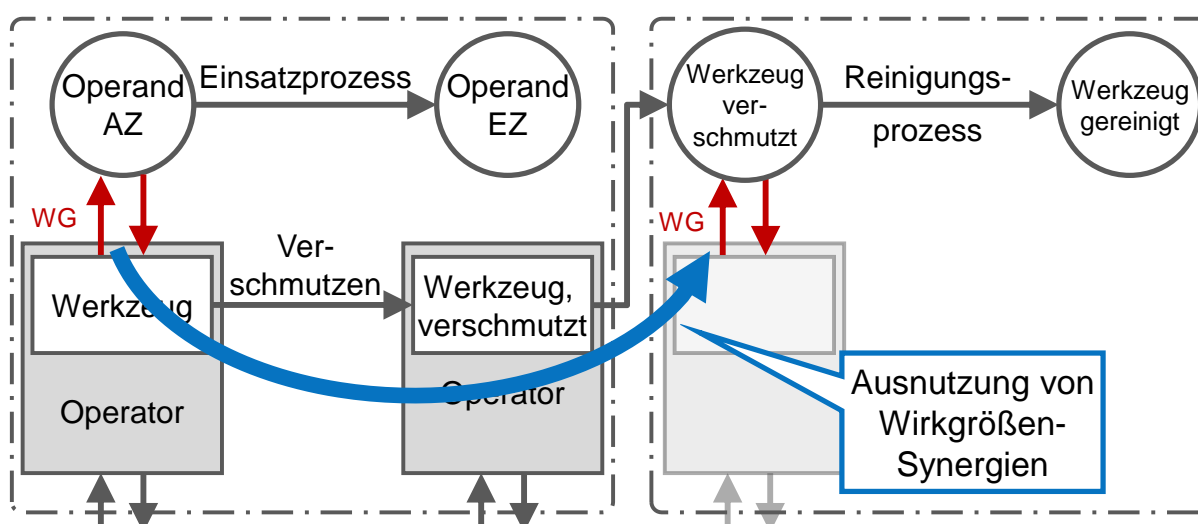 Operand
AZ
Einsatzprozess
Operand
EZ
WG
Werkzeug
Operator
Ver-
schmutzen
Werkzeug,
verschmutzt
Operator
Werkzeug
ver-
schmutzt
Reinigungs-
prozess
Werkzeug
gereinigt
WG
Ausnutzung von
Wirkgrößen-
Synergien